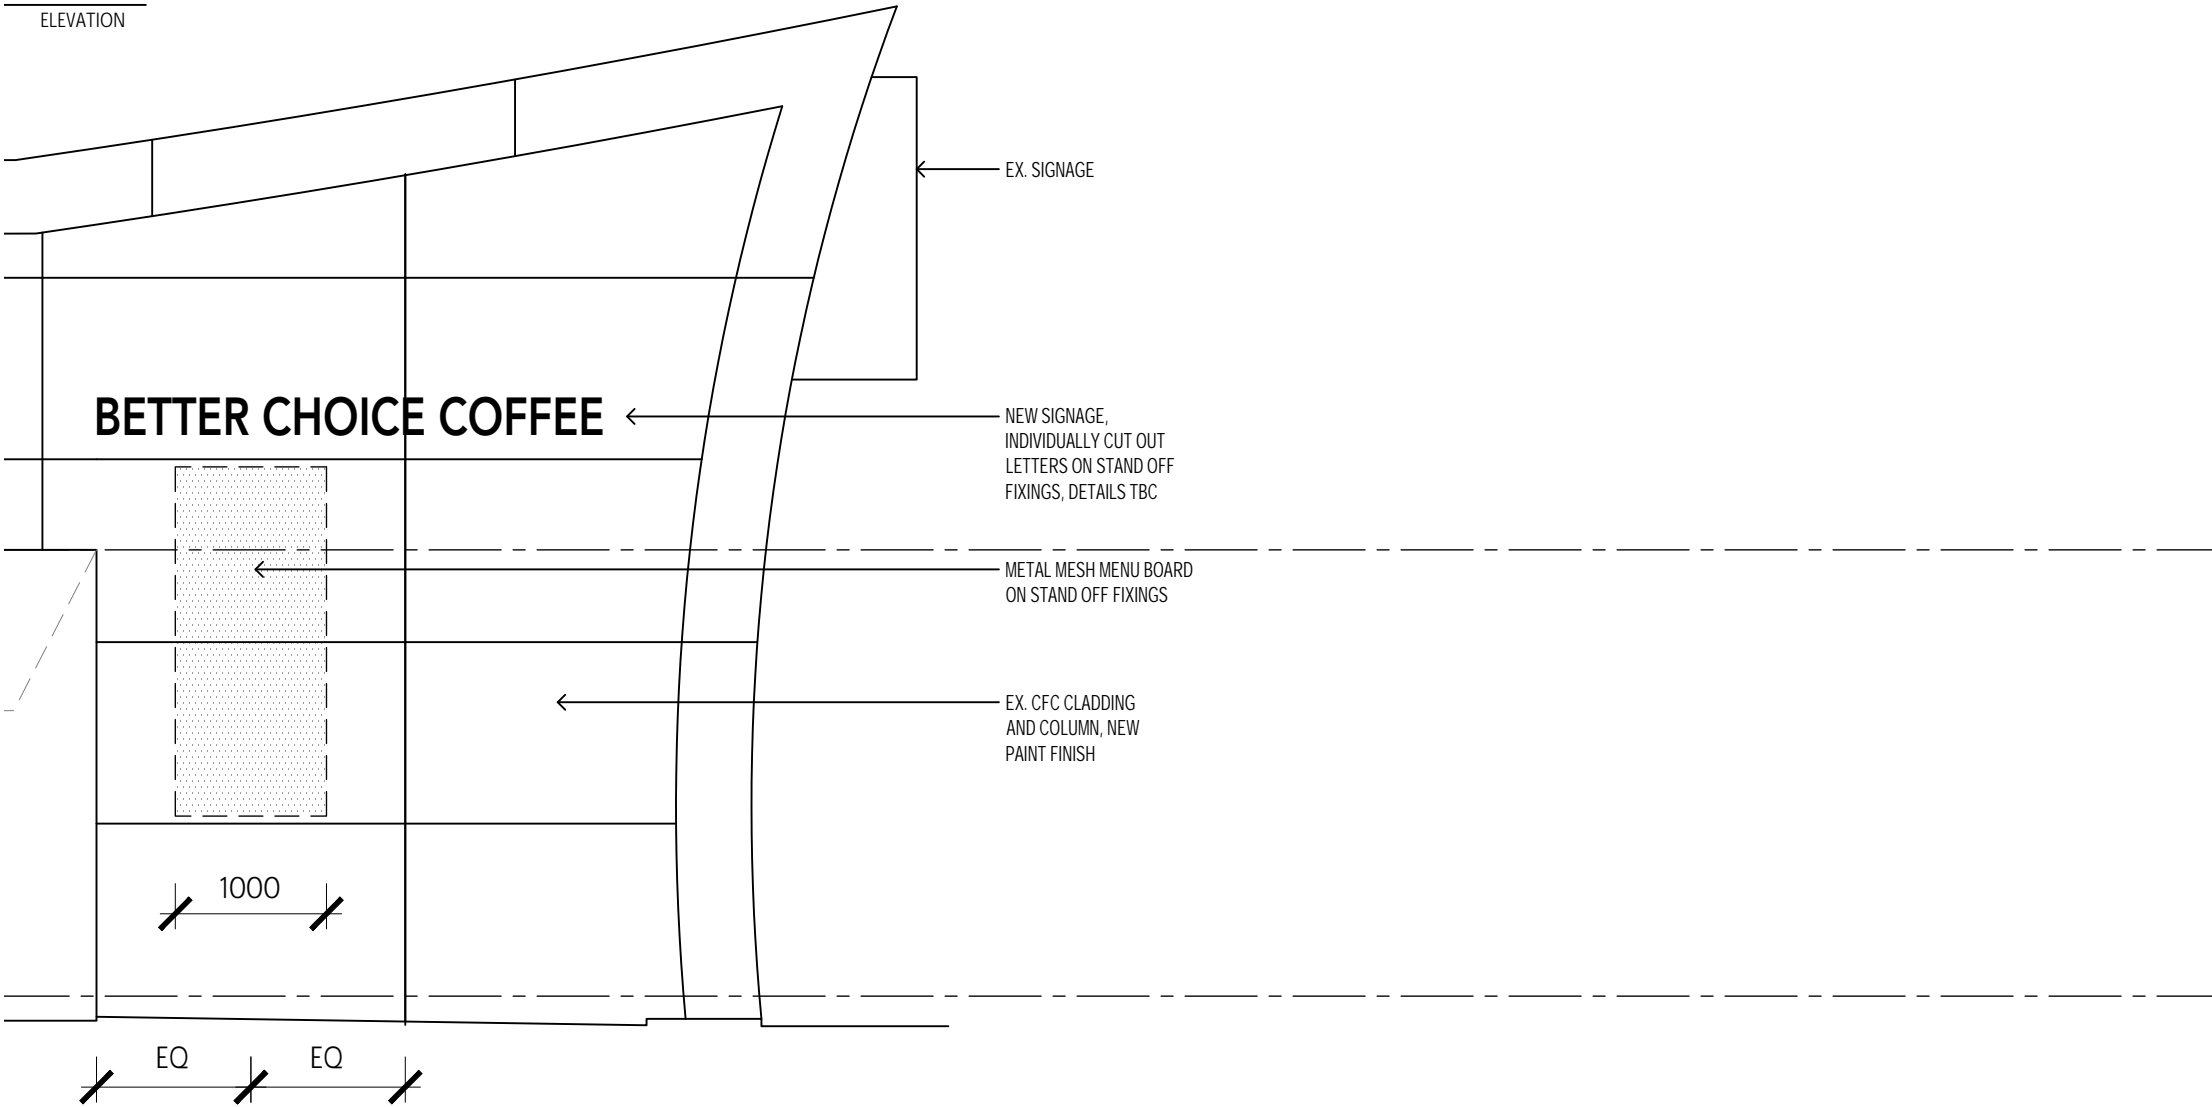 ELEVATION
EX. SIGNAGE
BETTER CHOICE COFFEE
NEW SIGNAGE,
INDIVIDUALLY CUT OUT
LETTERS ON STAND OFF
FIXINGS, DETAILS TBC
METAL MESH MENU BOARD
ON STAND OFF FIXINGS
EX. CFC CLADDING
AND COLUMN, NEW
PAINT FINISH
1000
EQ EQ